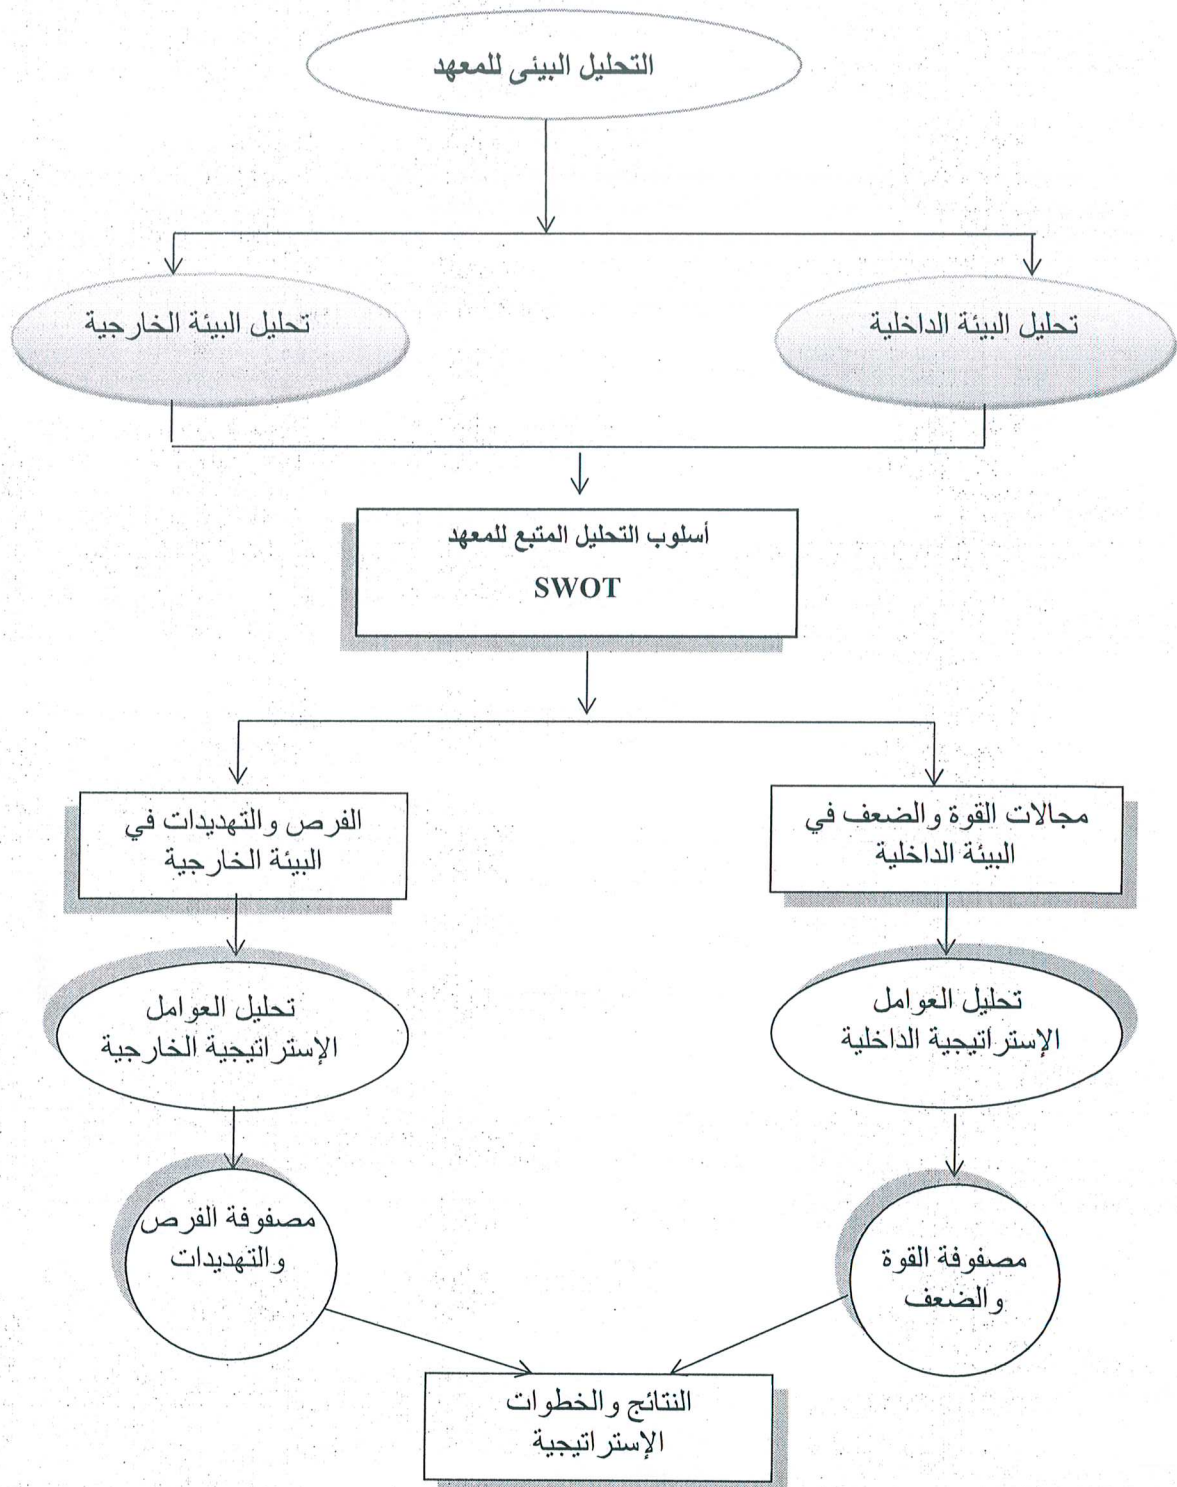 التحليل البيئى للمعهد
تحليل البيئة الداخلية
تحليل البيئة الخارجية
أسلوب التحليل المتبع للمعهد
SWOT
مجالات القوة والضعف في
البيئة الداخلية
الفرص والتهديدات في
البيئة الخارجية
تحليل العوامل
الإستراتيجية الداخلية
تحليل العوامل
الإستراتيجية الخارجية
مصفوفة القوة
والضعف
مصفوفة الفرص
والتهديدات
النتائج والخطوات
الإستراتيجية